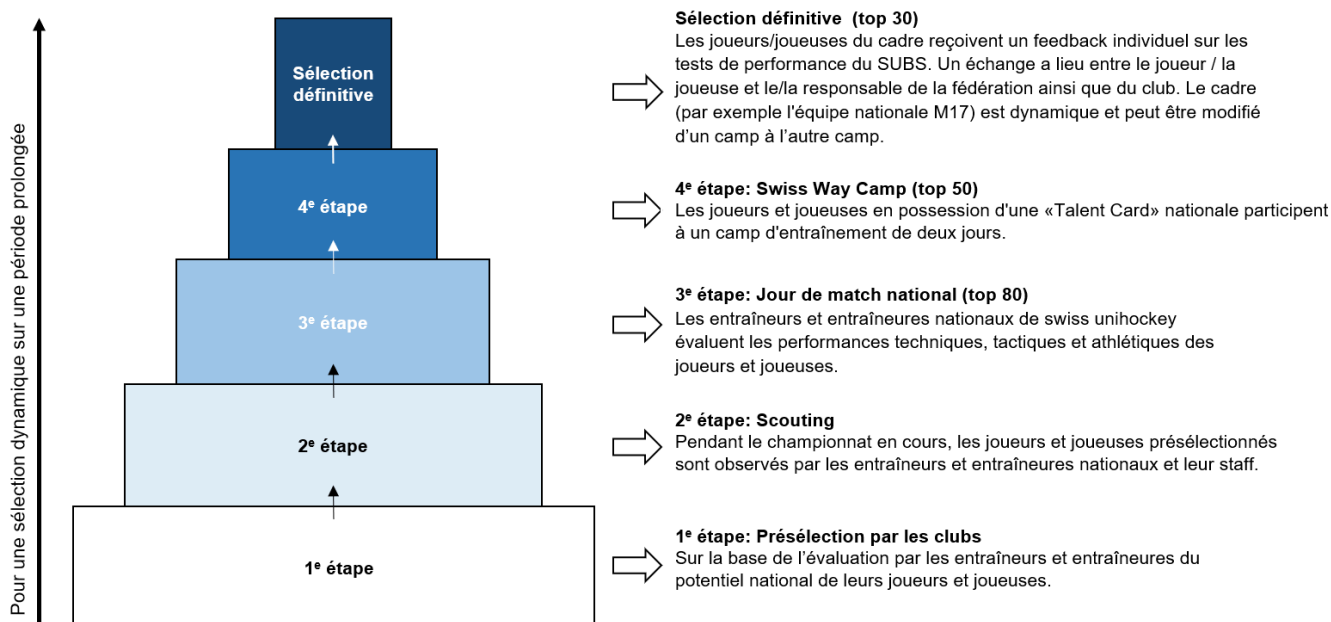 Pour une sélection dynamique sur une période prolongée
Sélection
définitive
4e étape
3e étape
2e étape
1e étape
Sélection définitive  (top 30)
Les joueurs/joueuses du cadre reçoivent un feedback individuel sur les
tests de performance du SUBS. Un échange a lieu entre le joueur / la
joueuse et le/la responsable de la fédération ainsi que du club. Le cadre
(par exemple l'équipe nationale M17) est dynamique et peut être modifié
d’un camp à l’autre camp.
4e étape: Swiss Way Camp (top 50)
Les joueurs et joueuses en possession d'une «Talent Card» nationale participent
à un camp d'entraînement de deux jours.
3e étape: Jour de match national (top 80)
Les entraîneurs et entraîneures nationaux de swiss unihockey
évaluent les performances techniques, tactiques et athlétiques des
joueurs et joueuses.
2e étape: Scouting
Pendant le championnat en cours, les joueurs et joueuses présélectionnés
sont observés par les entraîneurs et entraîneures nationaux et leur staff.
1e étape: Présélection par les clubs
Sur la base de l’évaluation par les entraîneurs et entraîneures du
potentiel national de leurs joueurs et joueuses.